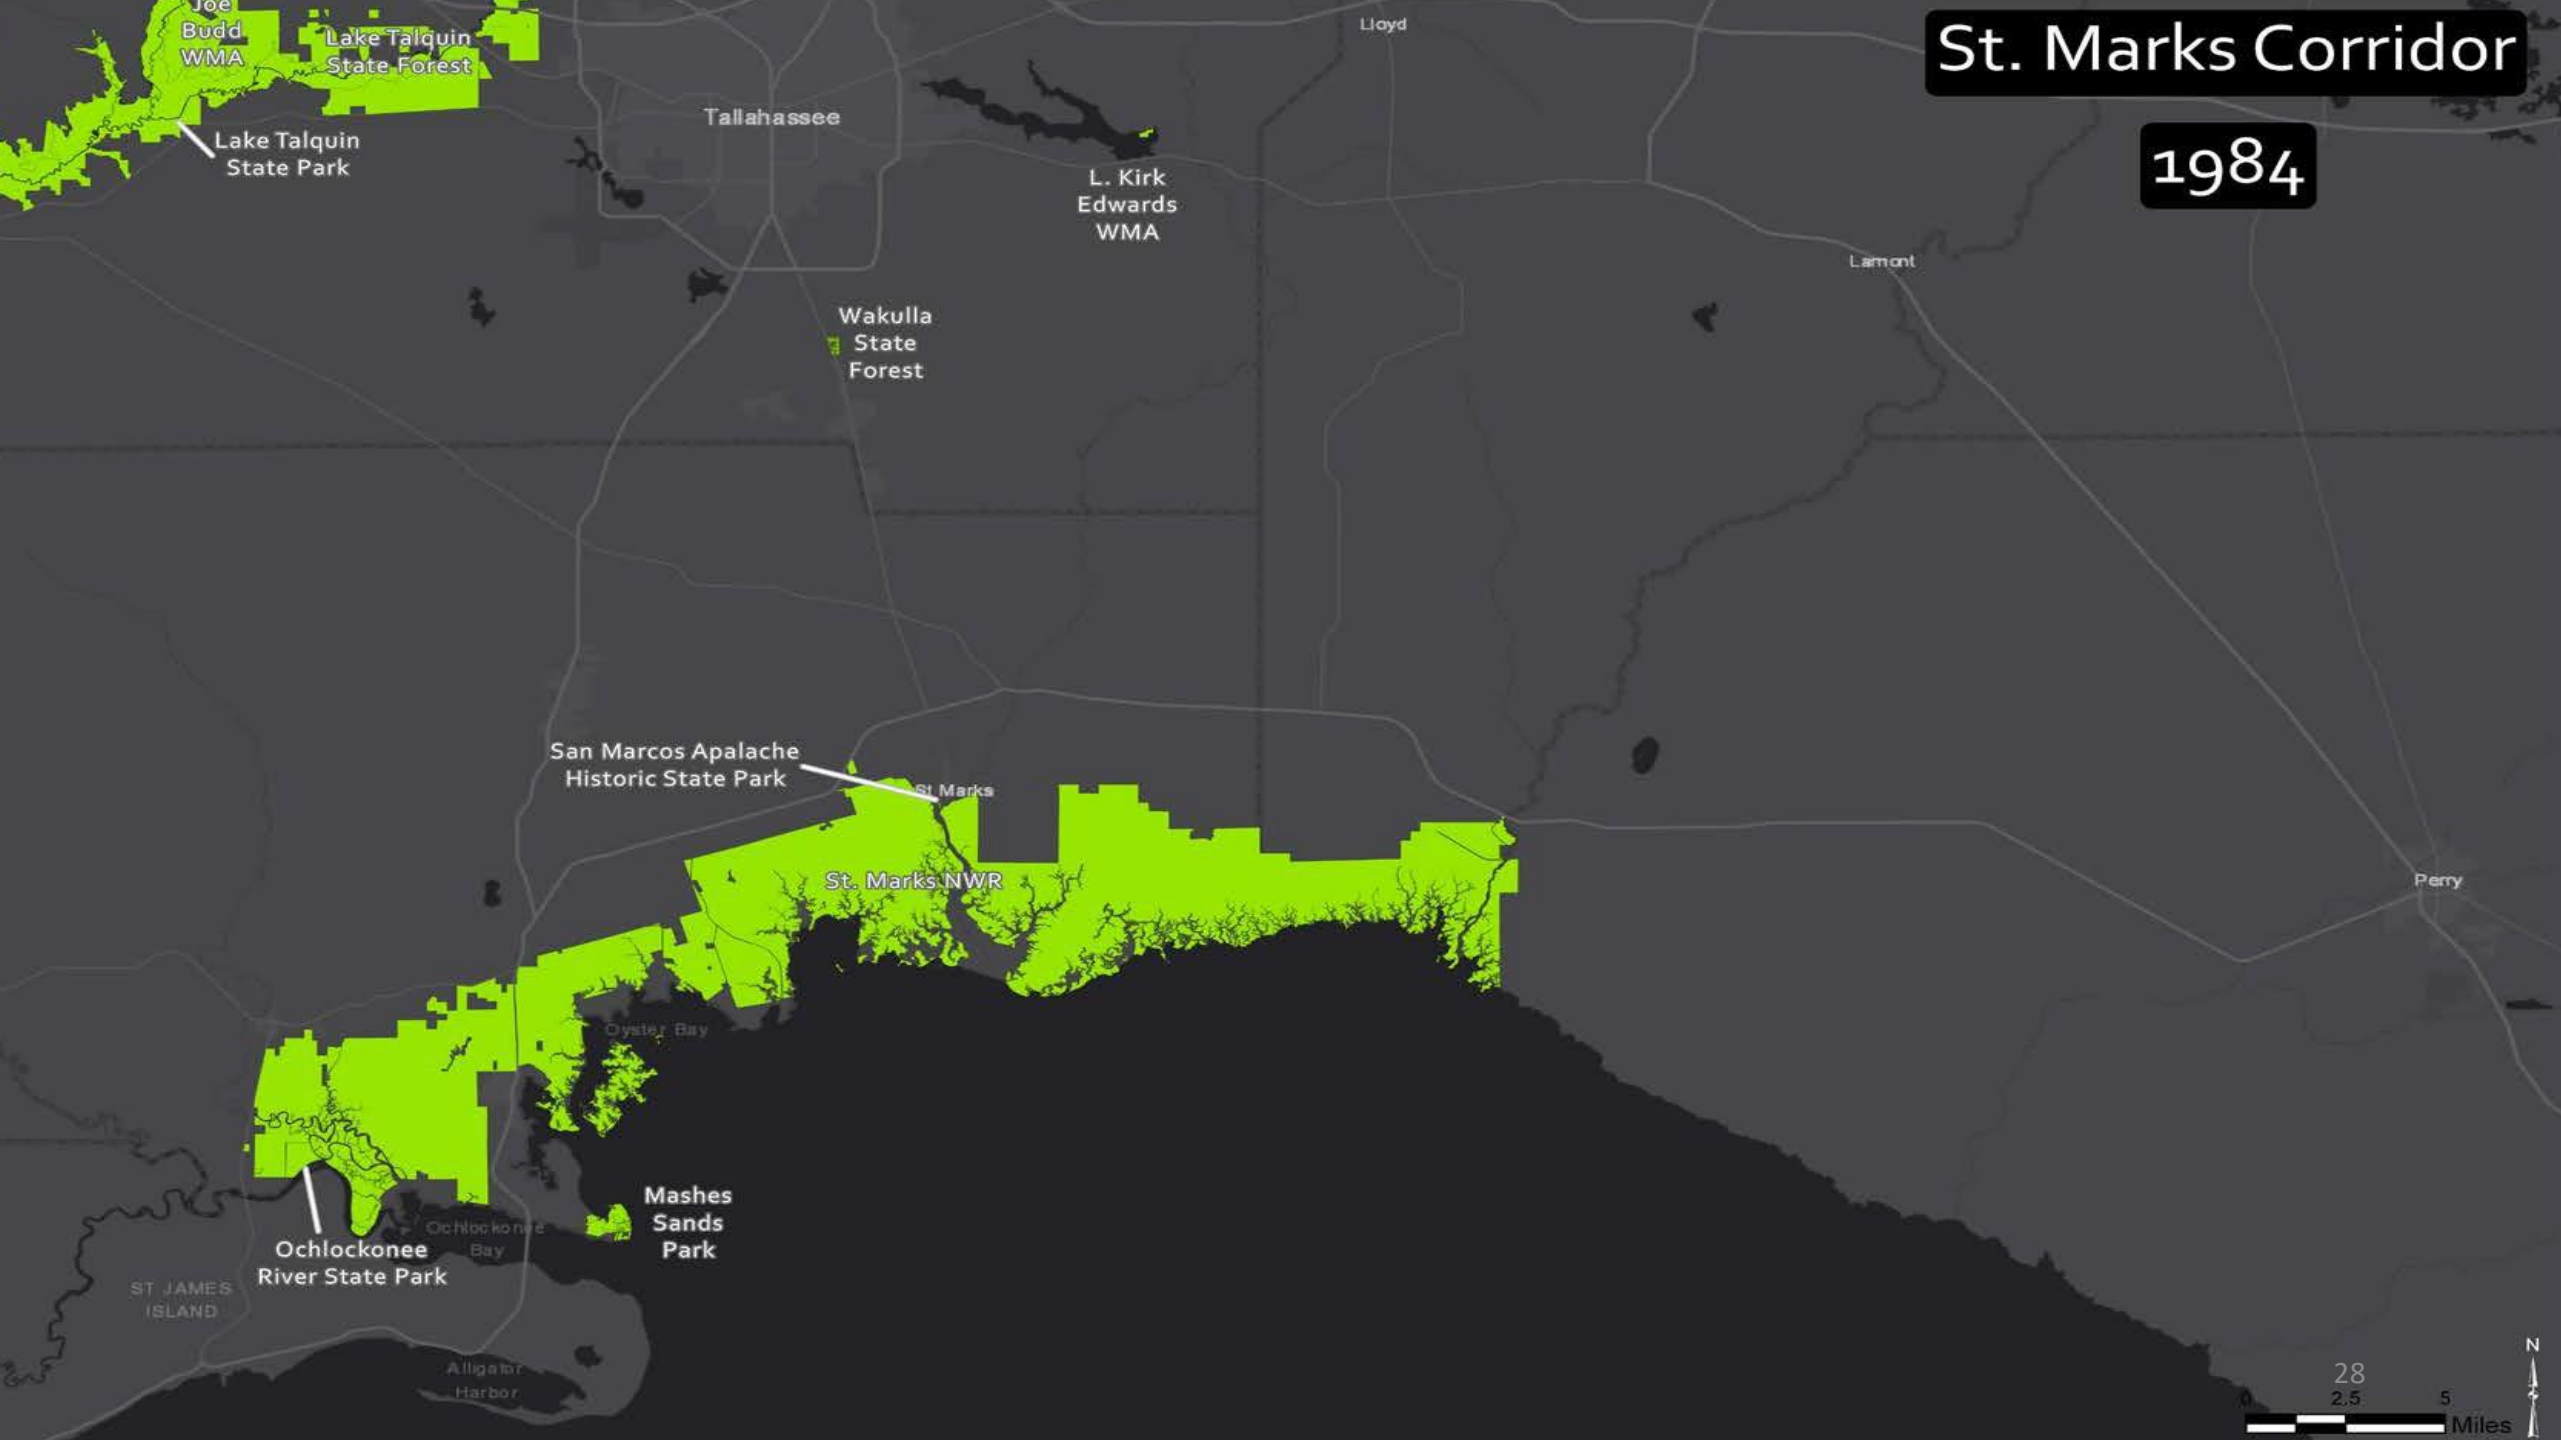 Joe
Budd
WMA
Lake Talquin
State Forest
Lloyd
St. Marks Corridor
1984
Tallahassee
Lake Talquin
State Park
L. Kirk
Edwards
WMA
Lamont
Wakulla
State
Forest
San Marcos Apalache
Historic State Park
St Marks
St. Marks NWR
Perry
Oyster Bay
Mashes
Sands
Park
Ochlockonee
Bay
Ochlockonee
River State Park
ST JAMES
ISLAND
Alligator
Harbor
N
28
0 2.5 5
Miles